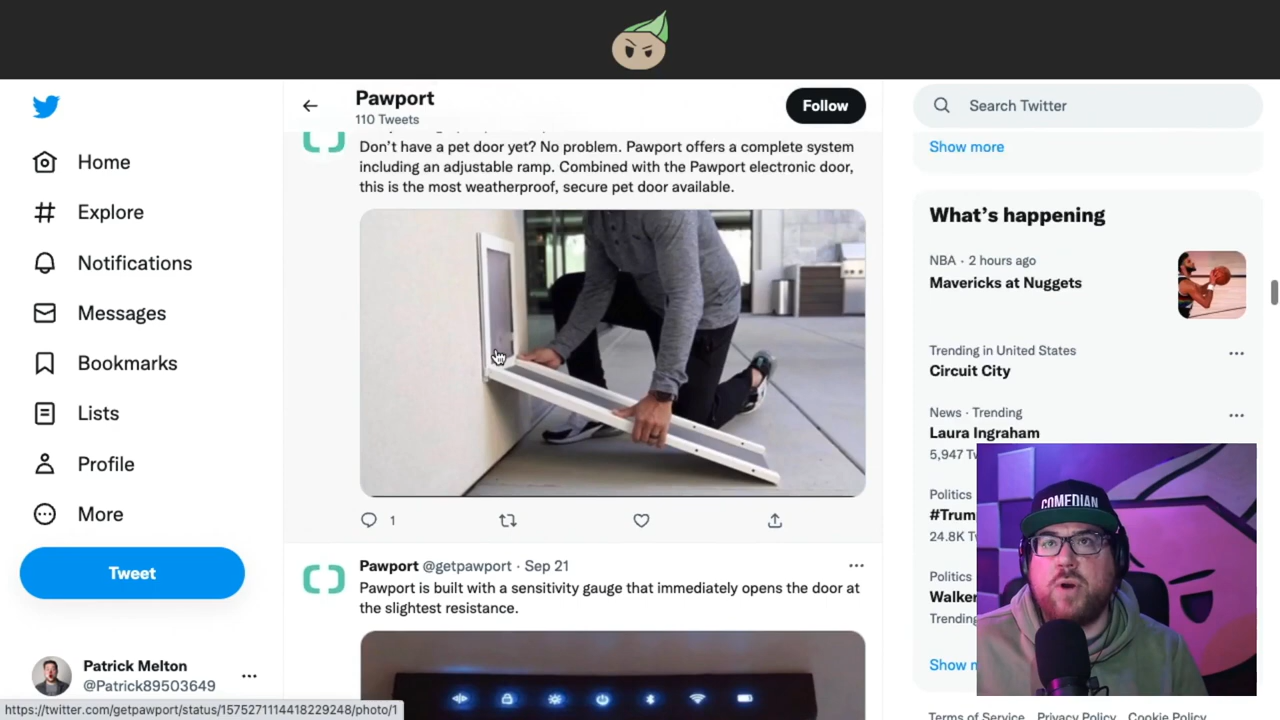 Pawport
110 Tweets
Follow
Search Twitter
Home
Explore
Notifications
Messages
Bookmarks
Lists
Profile
More
Tweet
Patrick Melton
@Patrick89503649
https://twitter.com/getpawport/status/1575271114418229248/photo/1
Don’t have a pet door yet? No problem. Pawport offers a complete system
including an adjustable ramp. Combined with the Pawport electronic door,
this is the most weatherproof, secure pet door available.
1
Pawport @getpawport · Sep 21
Pawport is built with a sensitivity gauge that immediately opens the door at
the slightest resistance.
Show more
What’s happening
NBA · 2 hours ago
Mavericks at Nuggets
Trending in United States
Circuit City
News · Trending
Laura Ingraham
5,947 Tw
Politics
#Trum
24.8K Tw
Politics
Walker
Trending
Show m
COMEDIAN
Terms of Service Privacy Policy Cookie Policy